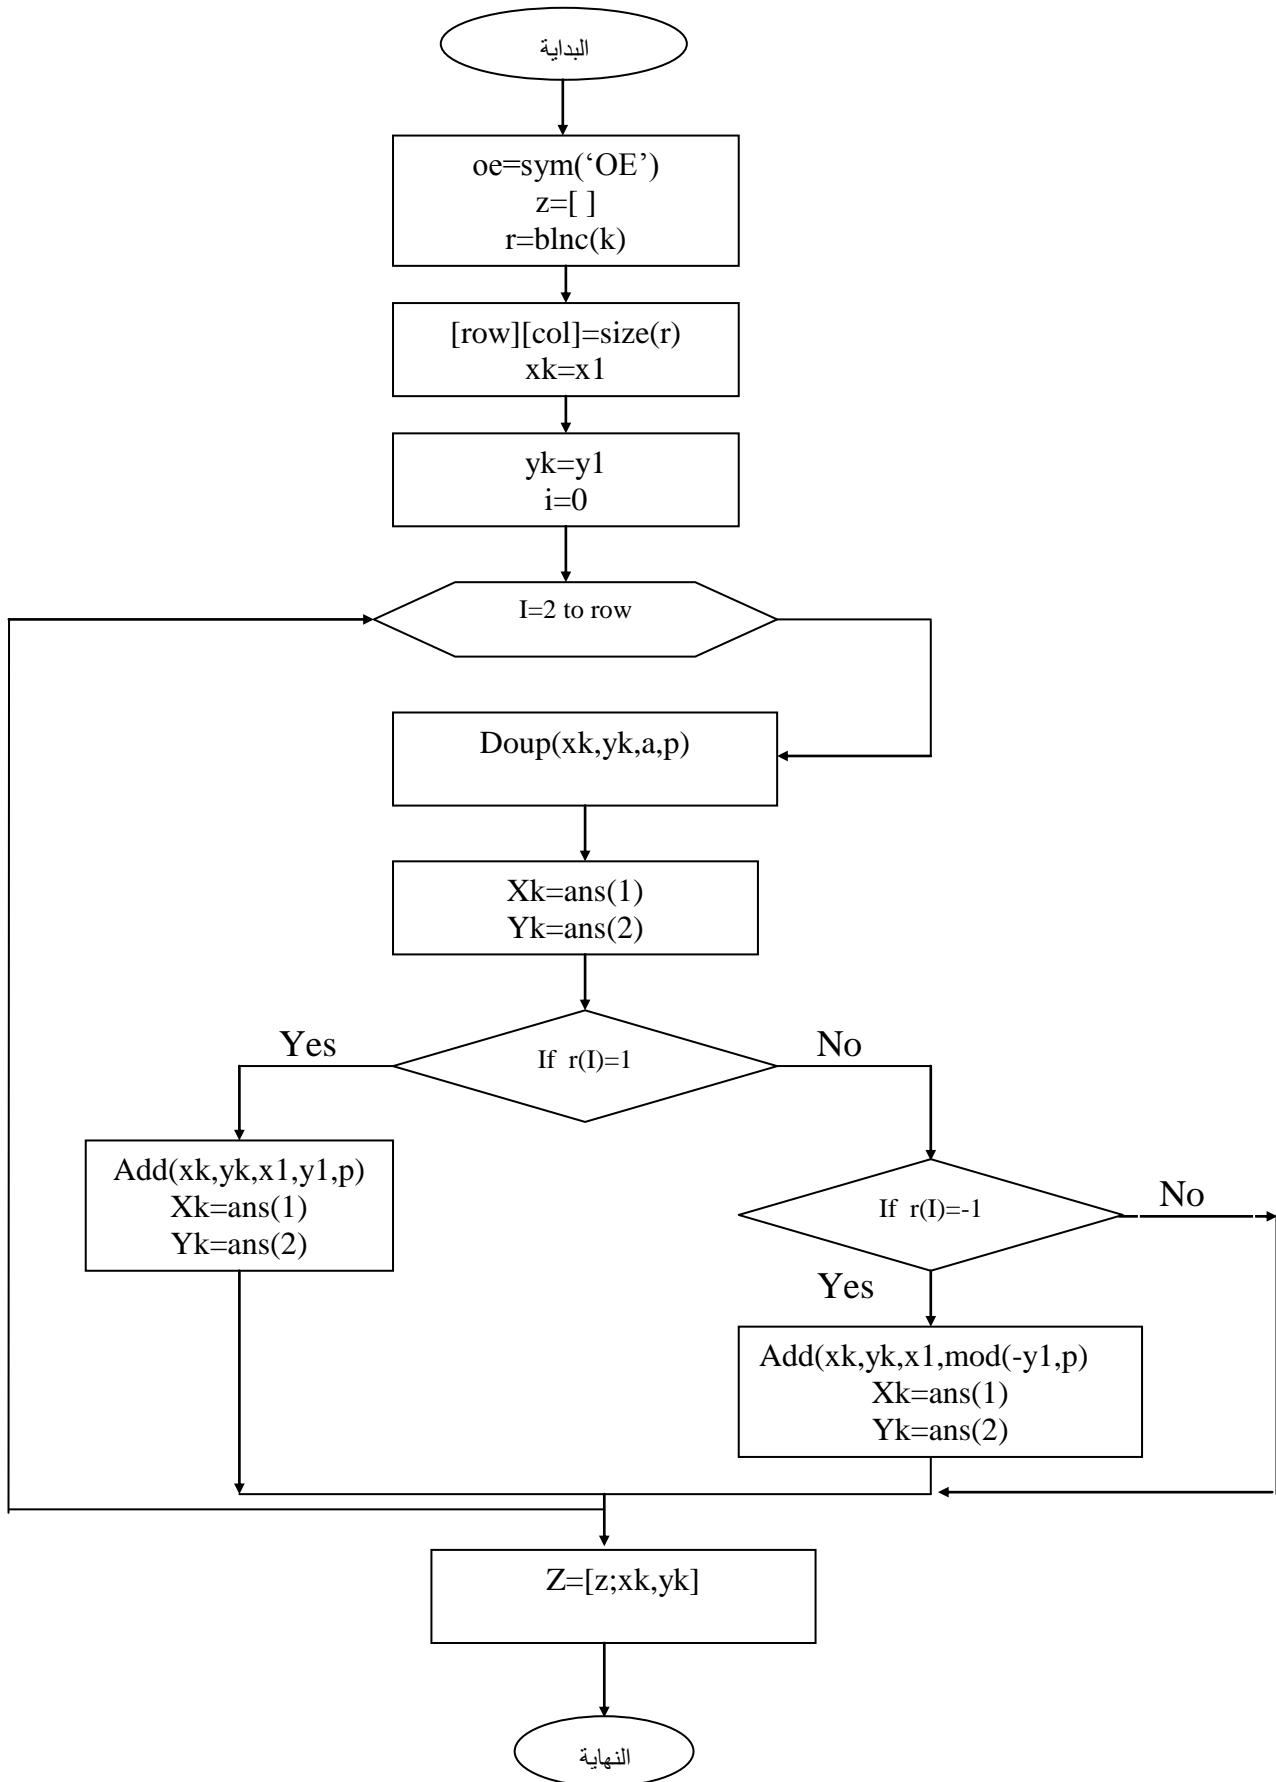 البداية
oe=sym(‘OE’)
z=[ ]
r=blnc(k)
[row][col]=size(r)
xk=x1
yk=y1
i=0
I=2 to row
Doup(xk,yk,a,p)
Xk=ans(1)
Yk=ans(2)
Yes
If r(I)=1
No
Add(xk,yk,x1,y1,p)
Xk=ans(1)
Yk=ans(2)
If r(I)=-1
No
Yes
Add(xk,yk,x1,mod(-y1,p)
Xk=ans(1)
Yk=ans(2)
Z=[z;xk,yk]
النهاية